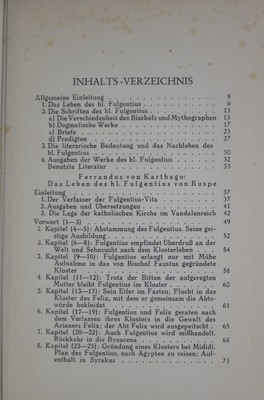 INHALTS-VERZEICHNIS
Allgemeine Einleitung . . . 9
1. Das Leben des hl. Fulgentius . . . 9
2. Die Schriften des hl. Fulgentius . . . 13
a) Die Verschiedenheit des Bischofs und Mythographen 13
b) Dogmatische Werke . . . 17
c) Briefe . . . 23
d) Predigten . . . 27
3. Die literarische Bedeutung und das Nachleben des
hl. Fulgentius . . . 30
4. Ausgaben der Werke des hl. Fulgentius . . . 32
Benutzte Literatur . . . 35
Ferrandus von Karthago:
Das Leben des hl. Fulgentius von Ruspe
Einleitung . . . 37
1. Der Verfasser der Fulgentius-Vita . . . 37
2. Ausgaben und Übersetzungen . . . 41
3. Die Lage der katholischen Kirche im Vandalenreich 42
Vorwort (1—3) . . . 49
1. Kapitel (4—5): Abstammung der Fulgentius. Seine gei-
stige Ausbildung . . . 52
2. Kapitel (6—8): Fulgentius empfindet Überdruß an der
Welt und Sehnsucht nach dem Klosterleben . . . 54
3. Kapitel (9—10): Fulgentius erlangt nur mit Mühe
Aufnahme in das von Bischof Faustus gegründete
Kloster . . . 58
4. Kapitel (11—12): Trotz der Bitten der aufgeregten
Mutter bleibt Fulgentius im Kloster . . . 60
5. Kapitel (13—17): Sein Eifer im Fasten; Flucht in das
Kloster des Felix, mit dem er gemeinsam die Abts-
würde bekleidet . . . 61
6. Kapitel (17—19): Fulgentius und Felix geraten nach
dem Verlassen ihres Klosters in die Gewalt des
Arianers Felix; der Abt Felix wird ausgepeitscht . 65
7. Kapitel (20—22): Auch Fulgentius wird mißhandelt.
Rückkehr in die Byzacena . . . 68
8. Kapitel (23—25): Gründung eines Klosters bei Mididi.
Plan des Fulgentius, nach Ägypten zu reisen; Auf-
enthalt in Syrakus . . . 71